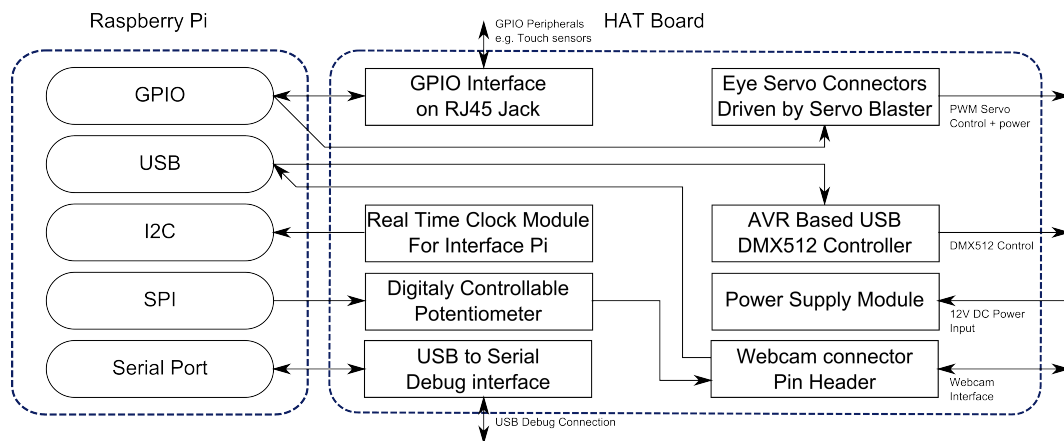 Raspberry Pi
HAT Board
GPIO Peripherals
e.g. Touch sensors
GPIO
USB
I2C
SPI
Serial Port
GPIO Interface
on RJ45 Jack
Real Time Clock Module
For Interface Pi
Digitaly Controllable
Potentiometer
USB to Serial
Debug interface
USB Debug Connection
Eye Servo Connectors
Driven by Servo Blaster
AVR Based USB
DMX512 Controller
Power Supply Module
Webcam connector
Pin Header
PWM Servo
Control + power
DMX512 Control
12V DC Power
Input
Webcam
Interface